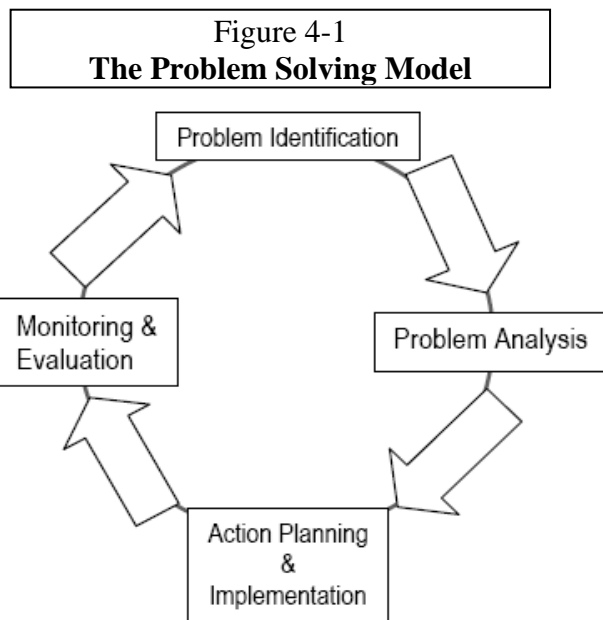 Figure 4-1
The Problem Solving Model
Problem Identification
Problem Analysis
Action Planning
&
Implementation
Monitoring &
Evaluation